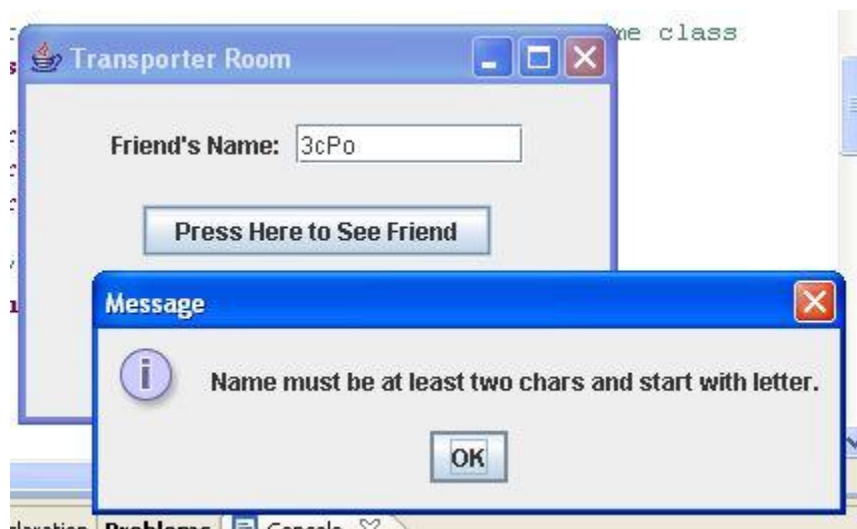 me class
Transporter Room
Friend's Name: 3cPo
Press Here to See Friend
Message
i
Name must be at least two chars and start with letter.
OK
Problems Console